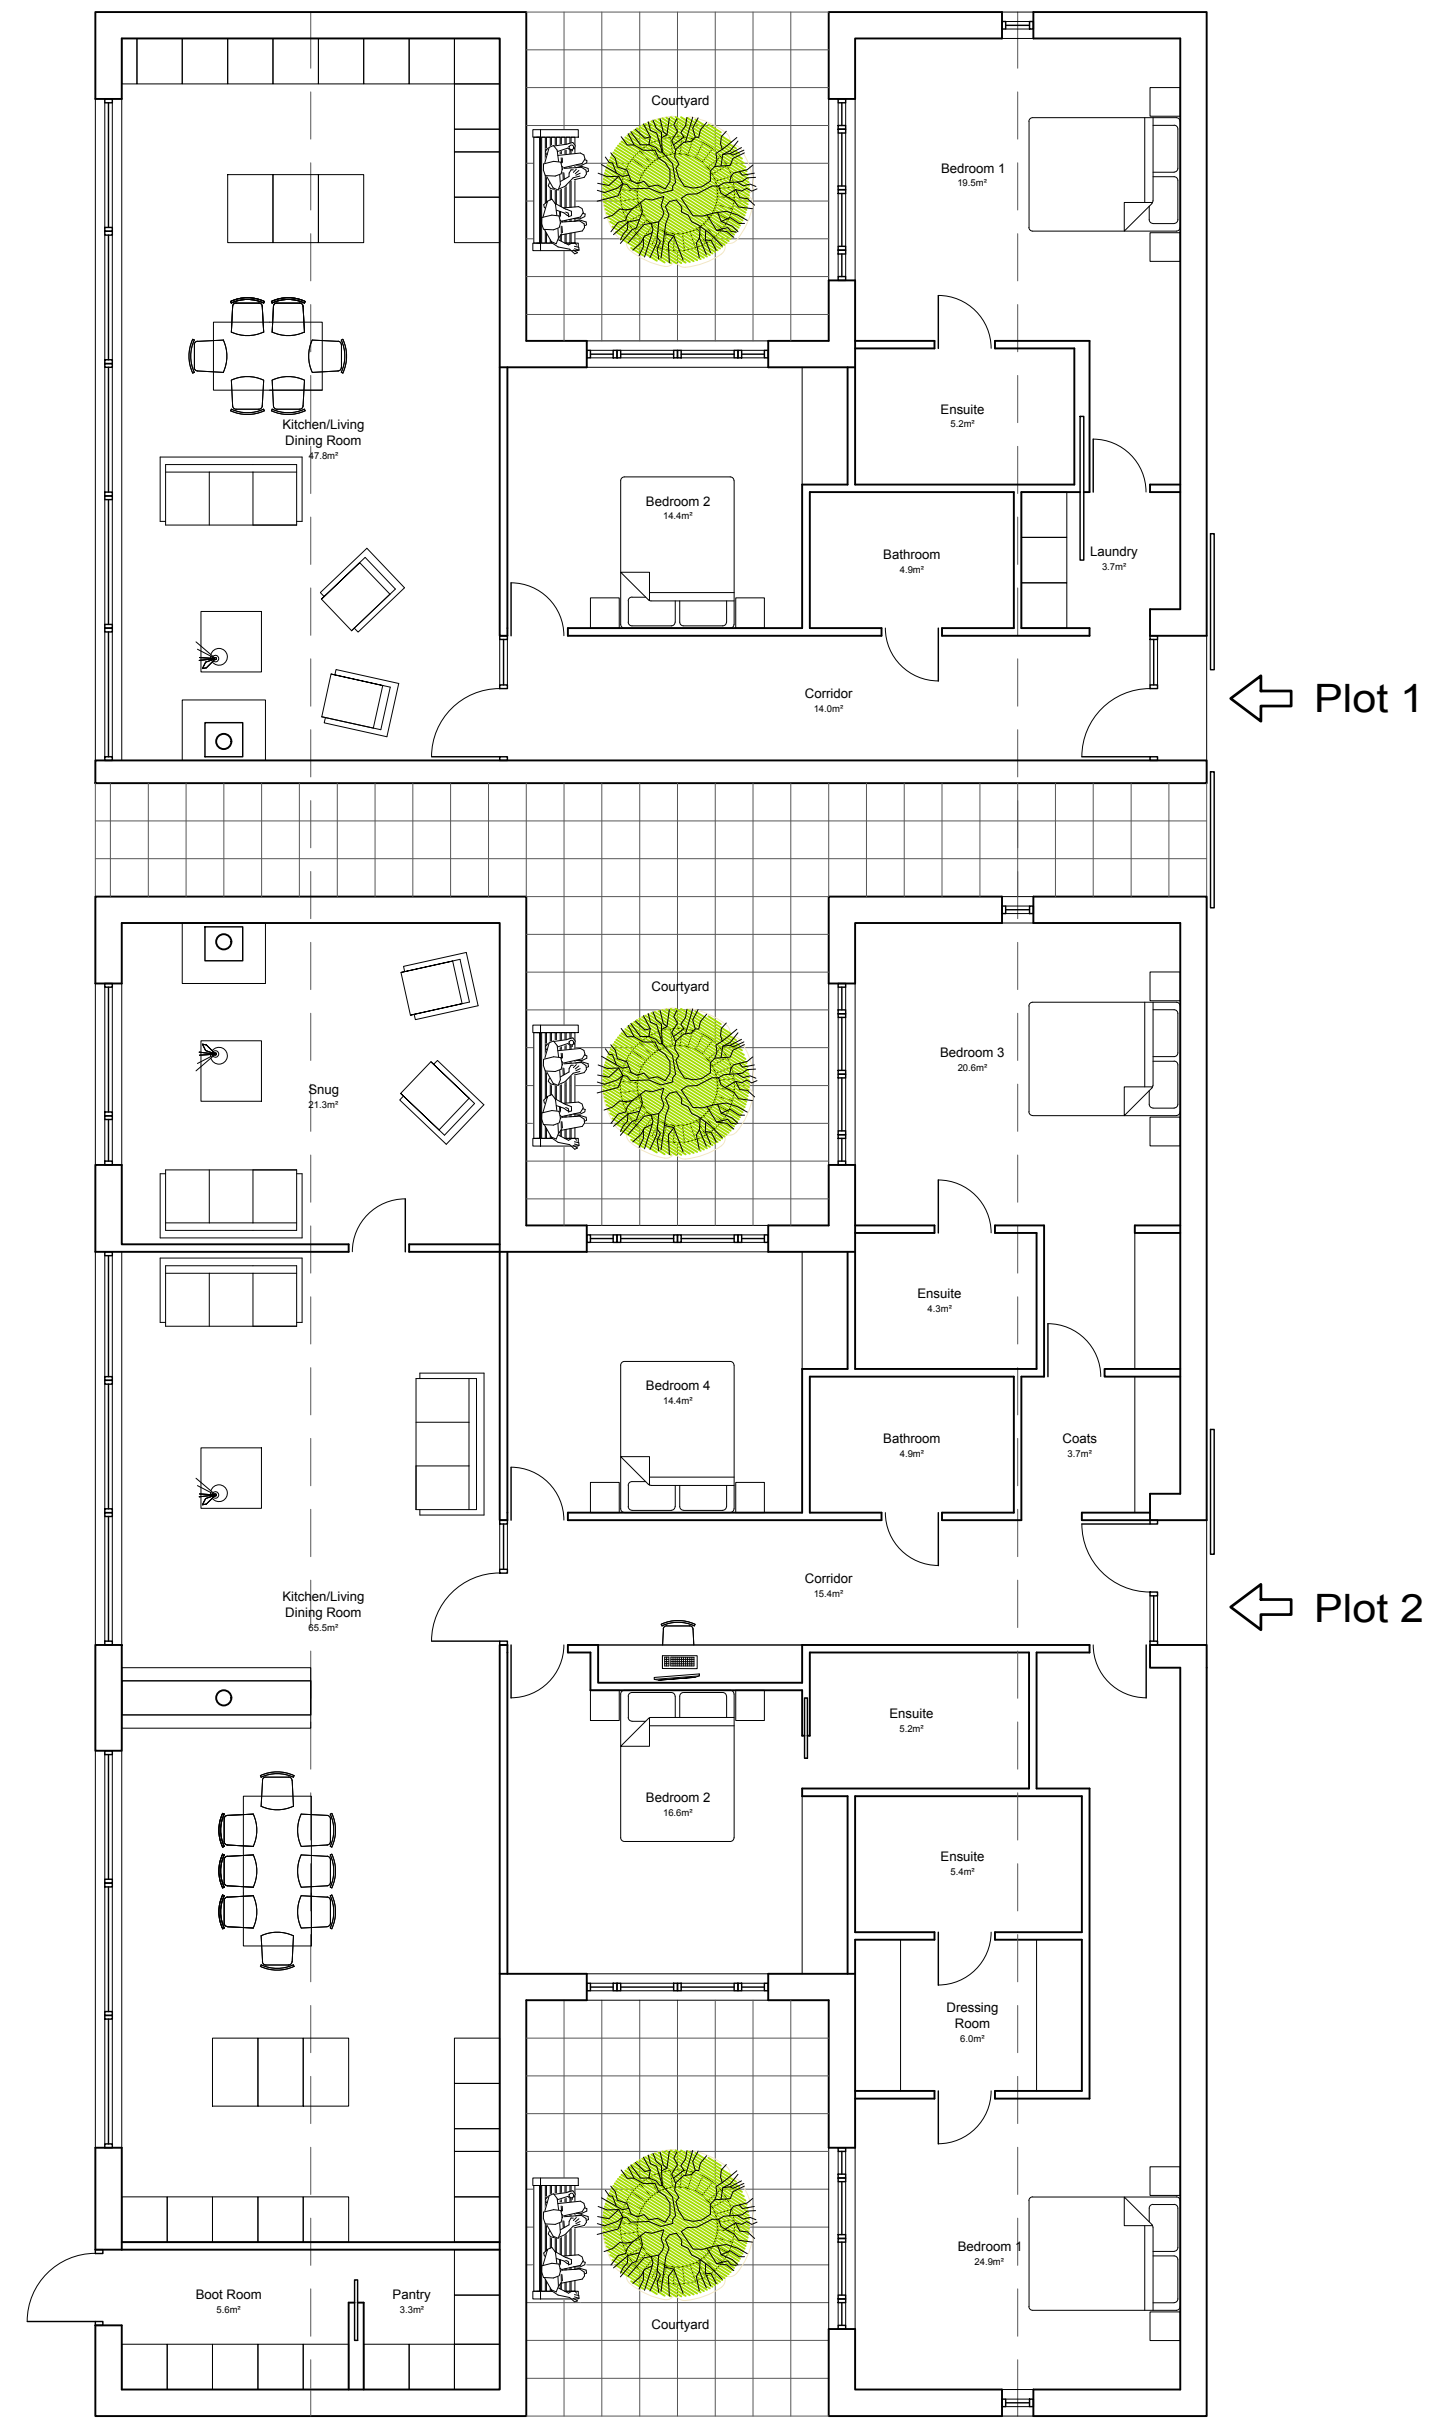 Courtyard
Bedroom 1
19.5m²
Ensuite
5.2m²
Kitchen/Living
Dining Room
47.8m²
Bedroom 2
14.4m²
Bathroom
4.9m²
Laundry
3.7m²
Corridor
14.0m²
Plot 1
Courtyard
Bedroom 3
20.6m²
Snug
21.3m²
Ensuite
4.3m²
Bedroom 4
14.4m²
Bathroom
4.9m²
Coats
3.7m²
Corridor
15.4m²
Kitchen/Living
Dining Room
65.5m²
Plot 2
Ensuite
5.2m²
Bedroom 2
16.6m²
Ensuite
5.4m²
Dressing
Room
6.0m²
Bedroom 1
24.9m²
Boot Room
5.6m²
Pantry
3.3m²
Courtyard